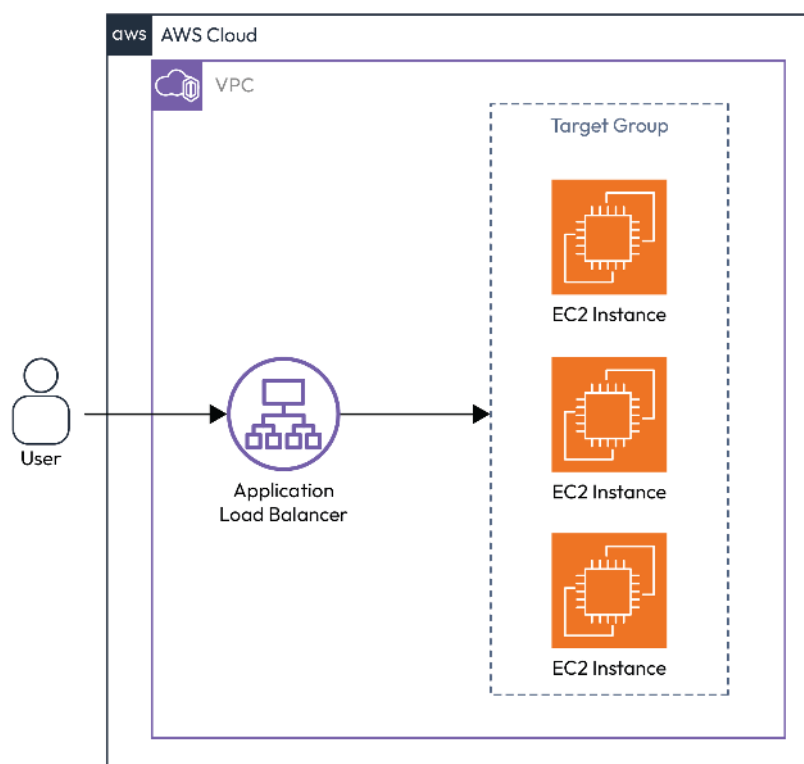 aws AWS Cloud
VPC
Target Group
EC2 Instance
EC2 Instance
User
Application
Load Balancer
EC2 Instance